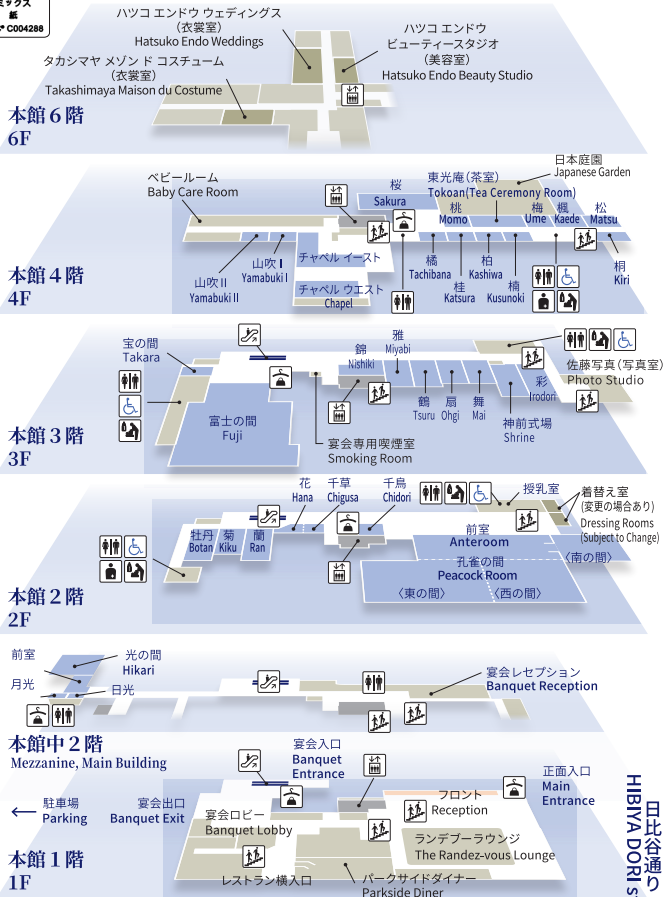 ミックス
紙
C004288
ハツコ エンドウ ウェディングス
(衣裳室)
Hatsuko Endo Weddings
ハツコ エンドウ
ビューティースタジオ
(美容室)
Hatsuko Endo Beauty Studio
タカシマヤ メゾン ド コスチューム
(衣裳室)
Takashimaya Maison du Costume
本館6階
6F
日本庭園
Japanese Garden
ベビールーム
Baby Care Room
桜
Sakura
東光庵(茶室)
Tokoan(Tea Ceremony Room)
桃
Momo
梅
Ume
楓
Kaede
松
Matsu
山吹Ⅱ
Yamabuki II
山吹Ⅰ
Yamabuki I
チャペル イースト
チャペル ウエスト
Chapel
橘
Tachibana
桂
Katsura
柏
Kashiwa
楠
Kusunoki
桐
Kiri
本館4階
4F
宝の間
Takara
錦
Nishiki
雅
Miyabi
佐藤写真(写真室)
Photo Studio
富士の間
Fuji
鶴
Tsuru
扇
Ohgi
舞
Mai
彩
Irodori
神前式場
Shrine
宴会専用喫煙室
Smoking Room
本館3階
3F
花
Hana
千草
Chigusa
千鳥
Chidori
授乳室
着替え室
(変更の場合あり)
Dressing Rooms
(Subject to Change)
牡丹
Botan
菊
Kiku
蘭
Ran
前室
Anteroom
孔雀の間
Peacock Room
〈東の間〉
〈西の間〉
〈南の間〉
本館2階
2F
前室
光の間
Hikari
月光
日光
宴会レセプション
Banquet Reception
本館中2階
Mezzanine, Main Building
宴会入口
Banquet
Entrance
正面入口
Main
Entrance
← 駐車場
Parking
宴会出口
Banquet Exit
宴会ロビー
Banquet Lobby
フロント
Reception
ランデブーラウンジ
The Randez-vous Lounge
レストラン横入口
パークサイドダイナー
Parkside Diner
本館1階
1F
日比谷通り
HIBIYA DORI